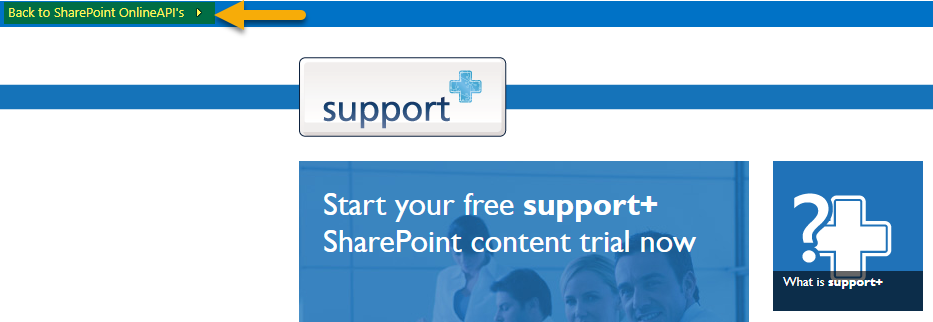 Back to SharePoint OnlineAPI's
support
Start your free support+
SharePoint content trial now
?
What is support+